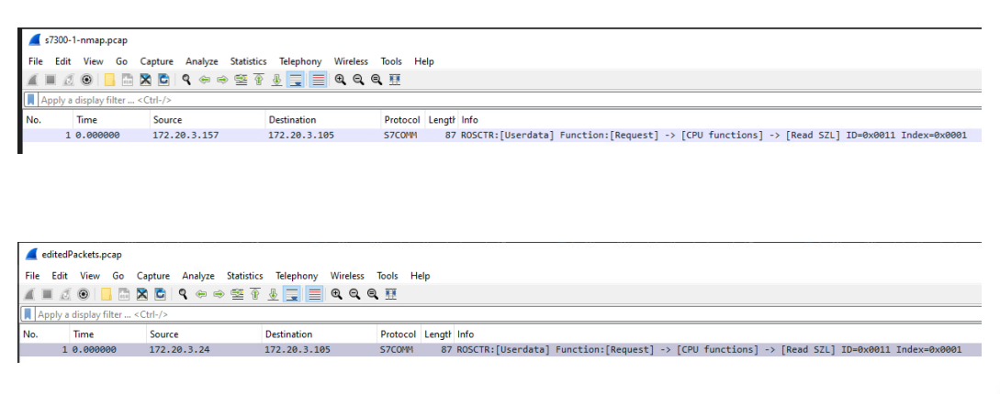 s7300-1-nmap.pcap
File Edit View Go Capture Analyze Statistics Telephony Wireless Tools Help
Apply a display filter ... <Ctrl-/>
No. Time Source Destination Protocol Length Info
1 0.000000 172.20.3.157 172.20.3.105 S7COMM 87 ROSCTR:[Userdata] Function:[Request] -> [CPU functions] -> [Read SZL] ID=0x0011 Index=0x0001
editedPackets.pcap
File Edit View Go Capture Analyze Statistics Telephony Wireless Tools Help
Apply a display filter ... <Ctrl-/>
No. Time Source Destination Protocol Length Info
1 0.000000 172.20.3.24 172.20.3.105 S7COMM 87 ROSCTR:[Userdata] Function:[Request] -> [CPU functions] -> [Read SZL] ID=0x0011 Index=0x0001